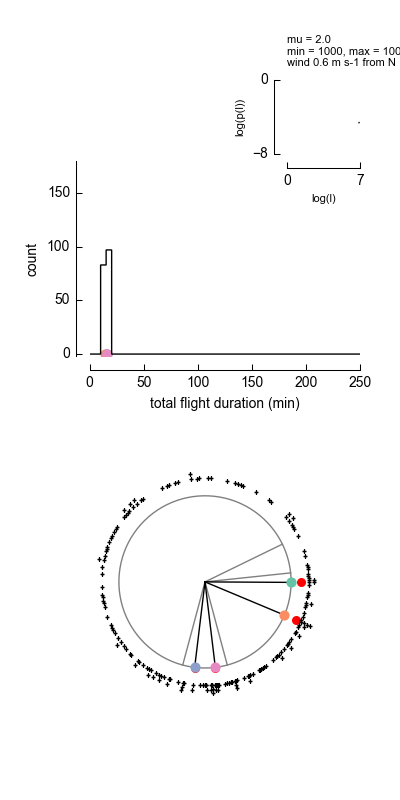 mu = 2.0
min = 1000, max = 100
wind 0.6 m s-1 from N
0
log(p(l))
−8
0 7
log(l)
150
count
100
50
0
0 50 100 150 200 250
total flight duration (min)